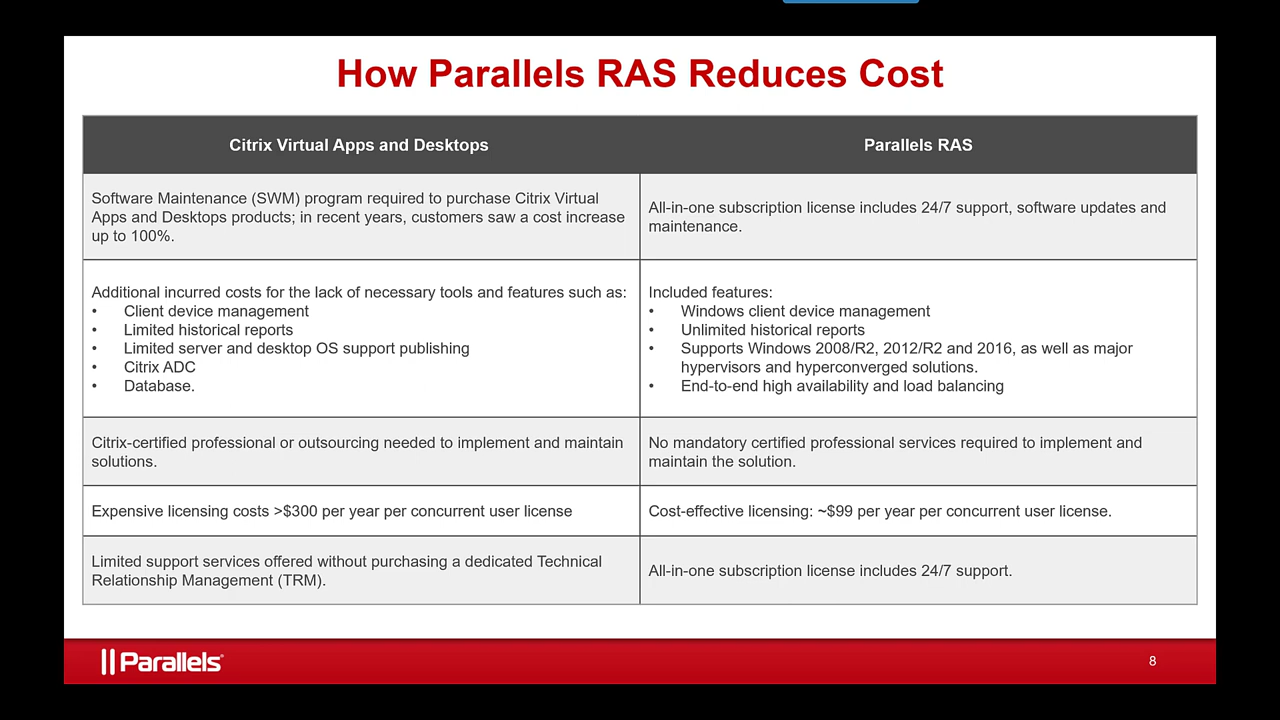 How Parallels RAS Reduces Cost
Citrix Virtual Apps and Desktops
Parallels RAS
Software Maintenance (SWM) program required to purchase Citrix Virtual
Apps and Desktops products; in recent years, customers saw a cost increase
up to 100%.
All-in-one subscription license includes 24/7 support, software updates and
maintenance.
Additional incurred costs for the lack of necessary tools and features such as:
• Client device management
• Limited historical reports
• Limited server and desktop OS support publishing
• Citrix ADC
• Database.
Included features:
• Windows client device management
• Unlimited historical reports
• Supports Windows 2008/R2, 2012/R2 and 2016, as well as major
hypervisors and hyperconverged solutions.
• End-to-end high availability and load balancing
Citrix-certified professional or outsourcing needed to implement and maintain
solutions.
No mandatory certified professional services required to implement and
maintain the solution.
Expensive licensing costs >$300 per year per concurrent user license
Cost-effective licensing: ~$99 per year per concurrent user license.
Limited support services offered without purchasing a dedicated Technical
Relationship Management (TRM).
All-in-one subscription license includes 24/7 support.
Parallels
8